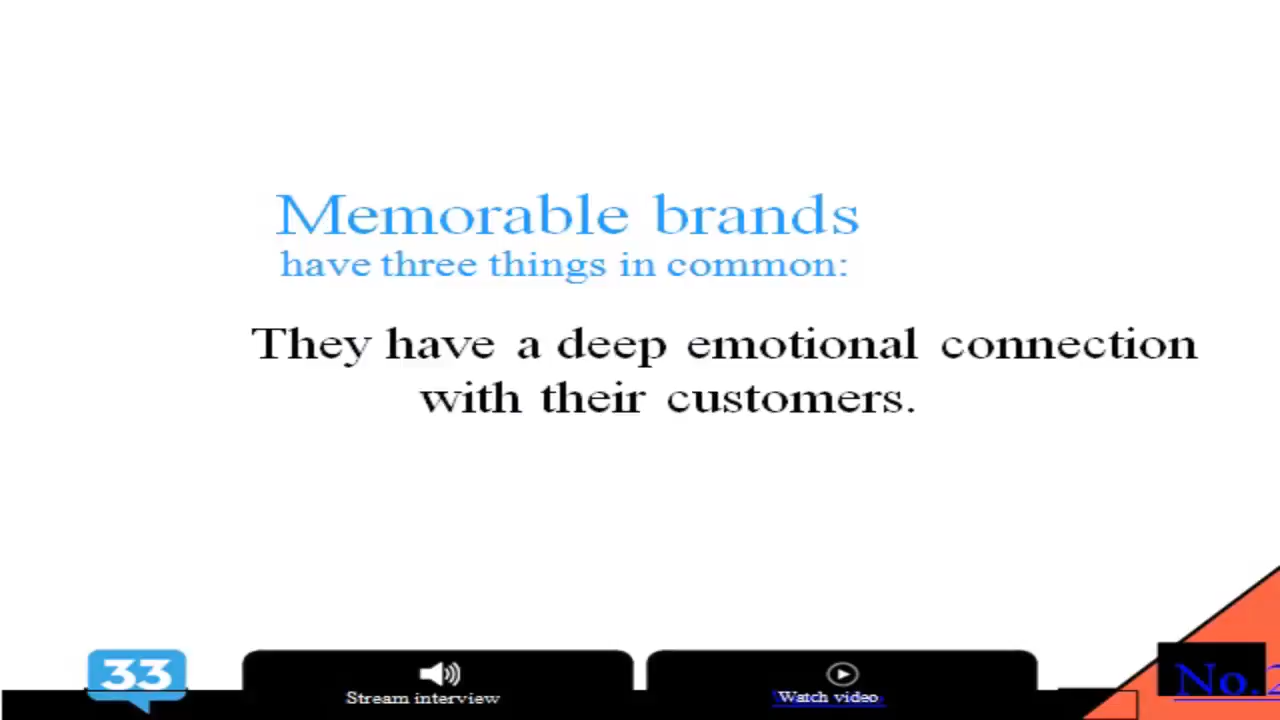 Memorable brands
have three things in common:
They have a deep emotional connection
with their customers.
33
Stream interview
Watch video
No.2